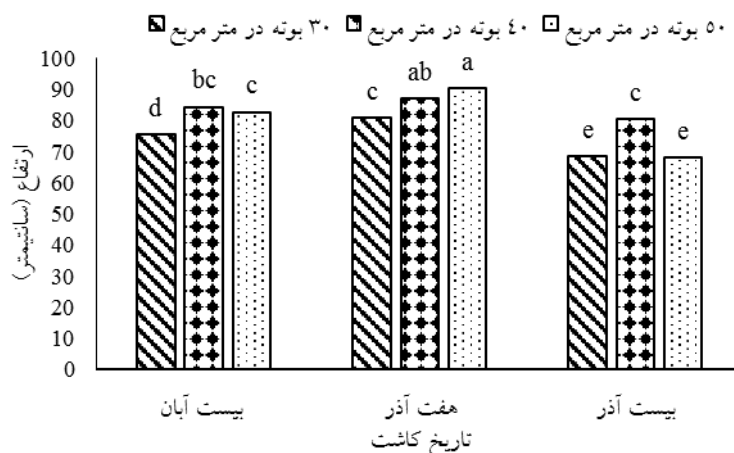 ۳۰ بوته در متر مربع ۴۰ بوته در متر مربع ۵۰ بوته در متر مربع
ارتفاع (سانتیمتر)
100
90
80
70
60
50
40
30
20
10
0
d bc c c ab a e c e
بیست آبان هفت آذر بیست آذر
تاریخ کاشت